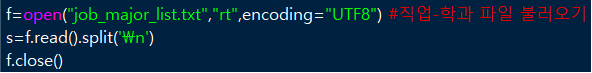 f=open("job_major_list.txt","rt",encoding="UTF8") #직업-학과 파일 불러오기
s=f.read().split('₩n')
f.close()